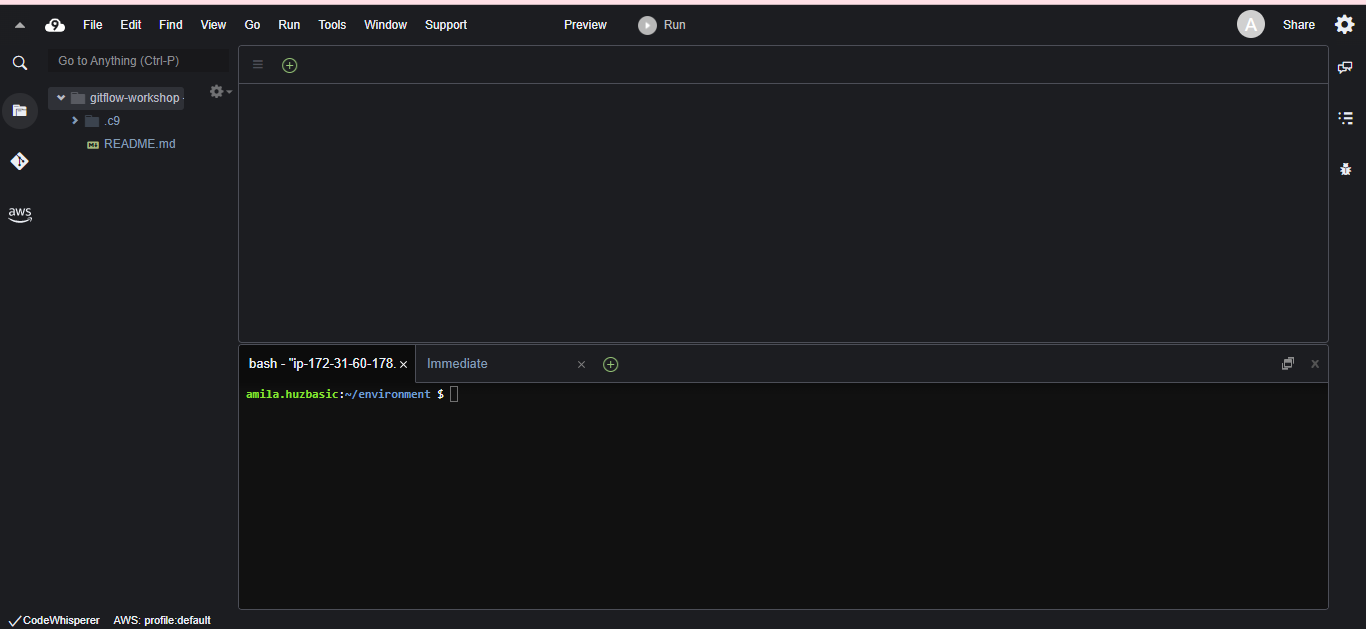 File Edit Find View Go Run Tools Window Support Preview Run A Share
Go to Anything (Ctrl-P)
gitflow-workshop -
.c9
README.md
aws
bash - "ip-172-31-60-178. × Immediate ×
amila.huzbasic:~/environment $
CodeWhisperer AWS: profile:default